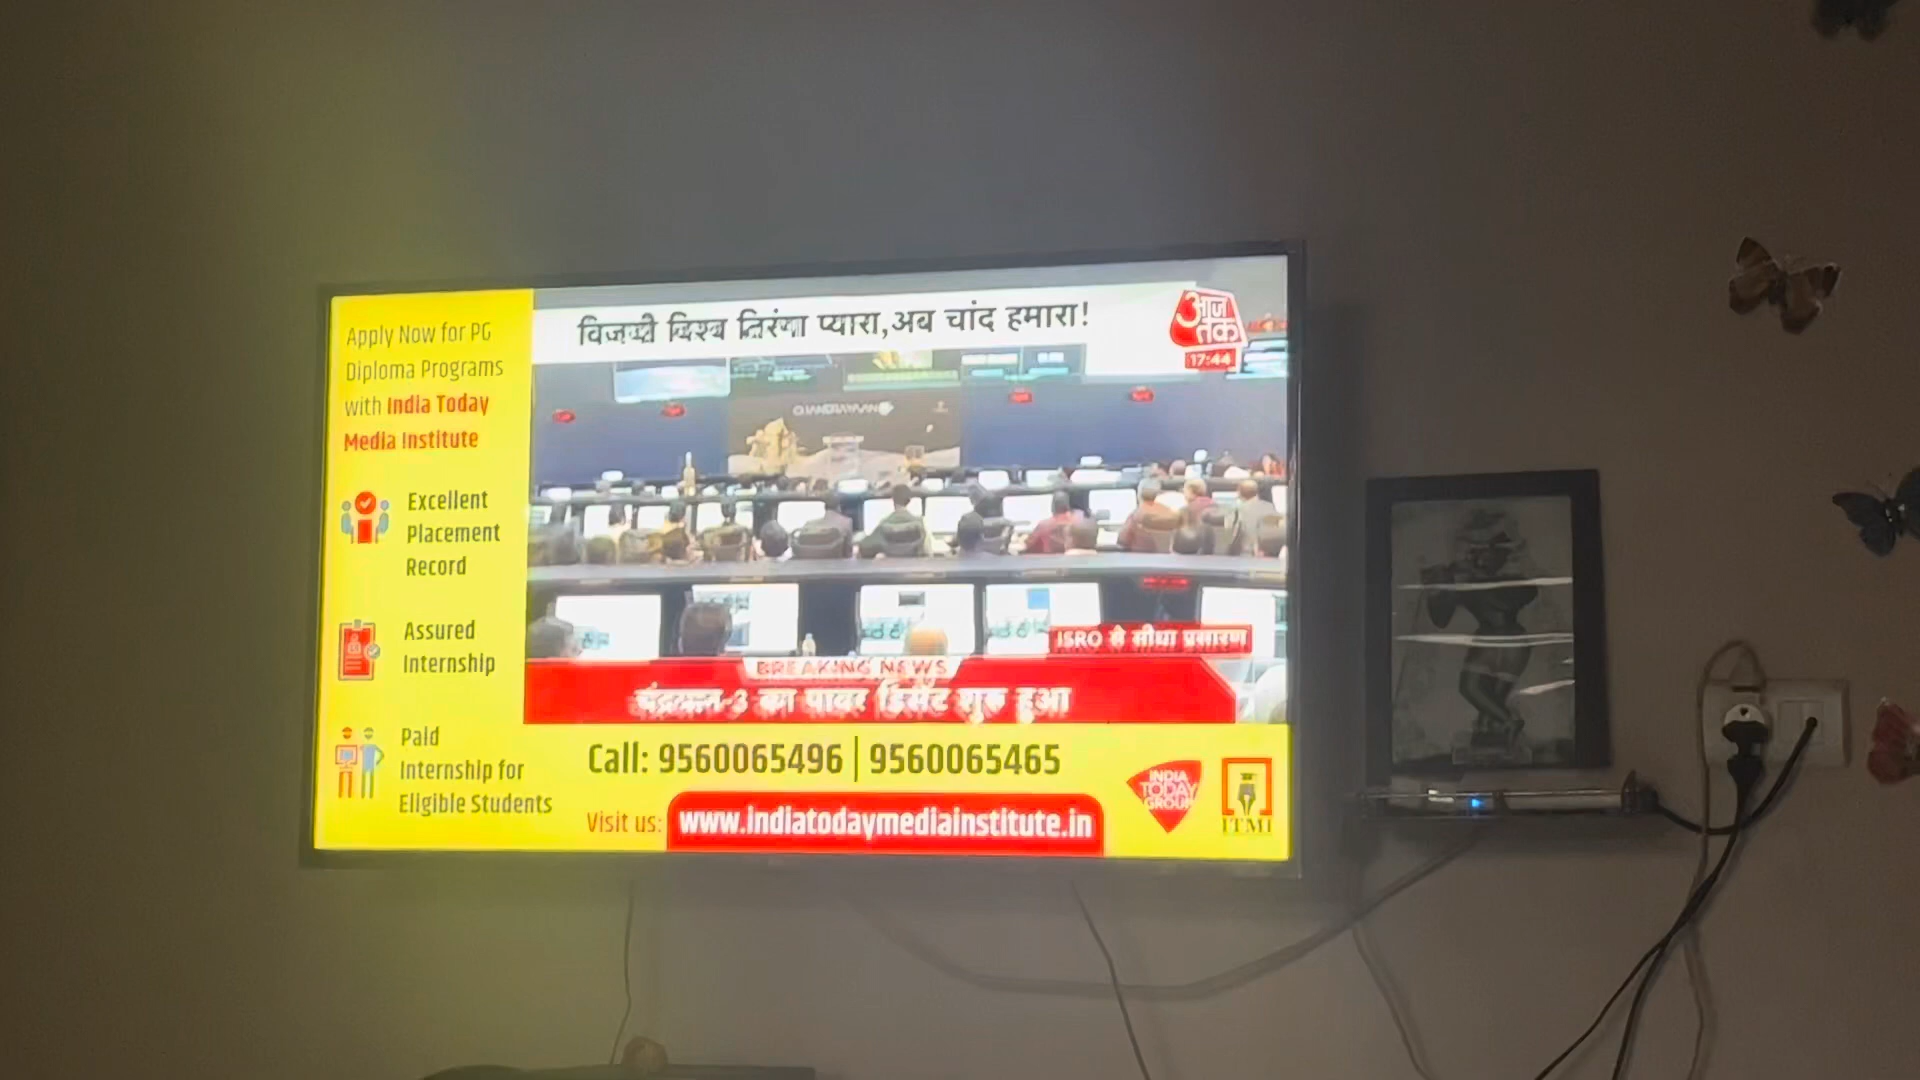 Apply Now for PG
Diploma Programs
with India Today
Media Institute
Excellent
Placement
Record
Assured
Internship
Paid
Internship for
Eligible Students
विजयी विश्व तिरंगा प्यारा,अब चांद हमारा!
आज
तक
17:44
CHANDRAYAAN
ISRO से सीधा प्रसारण
BREAKING NEWS
चंद्रयान-3 का पावर डिसेंट शुरू हुआ
Call: 9560065496 | 9560065465
Visit us: www.indiatodaymediainstitute.in
INDIA
TODAY
GROUP
ITMI